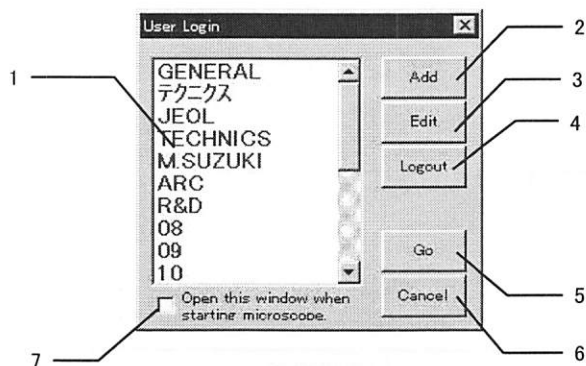 User Login
GENERAL
テクニクス
JEOL
TECHNICS
M.SUZUKI
ARC
R&D
08
09
10
Open this window when
starting microscope.
Add
Edit
Logout
Go
Cancel
1
2
3
4
5
6
7